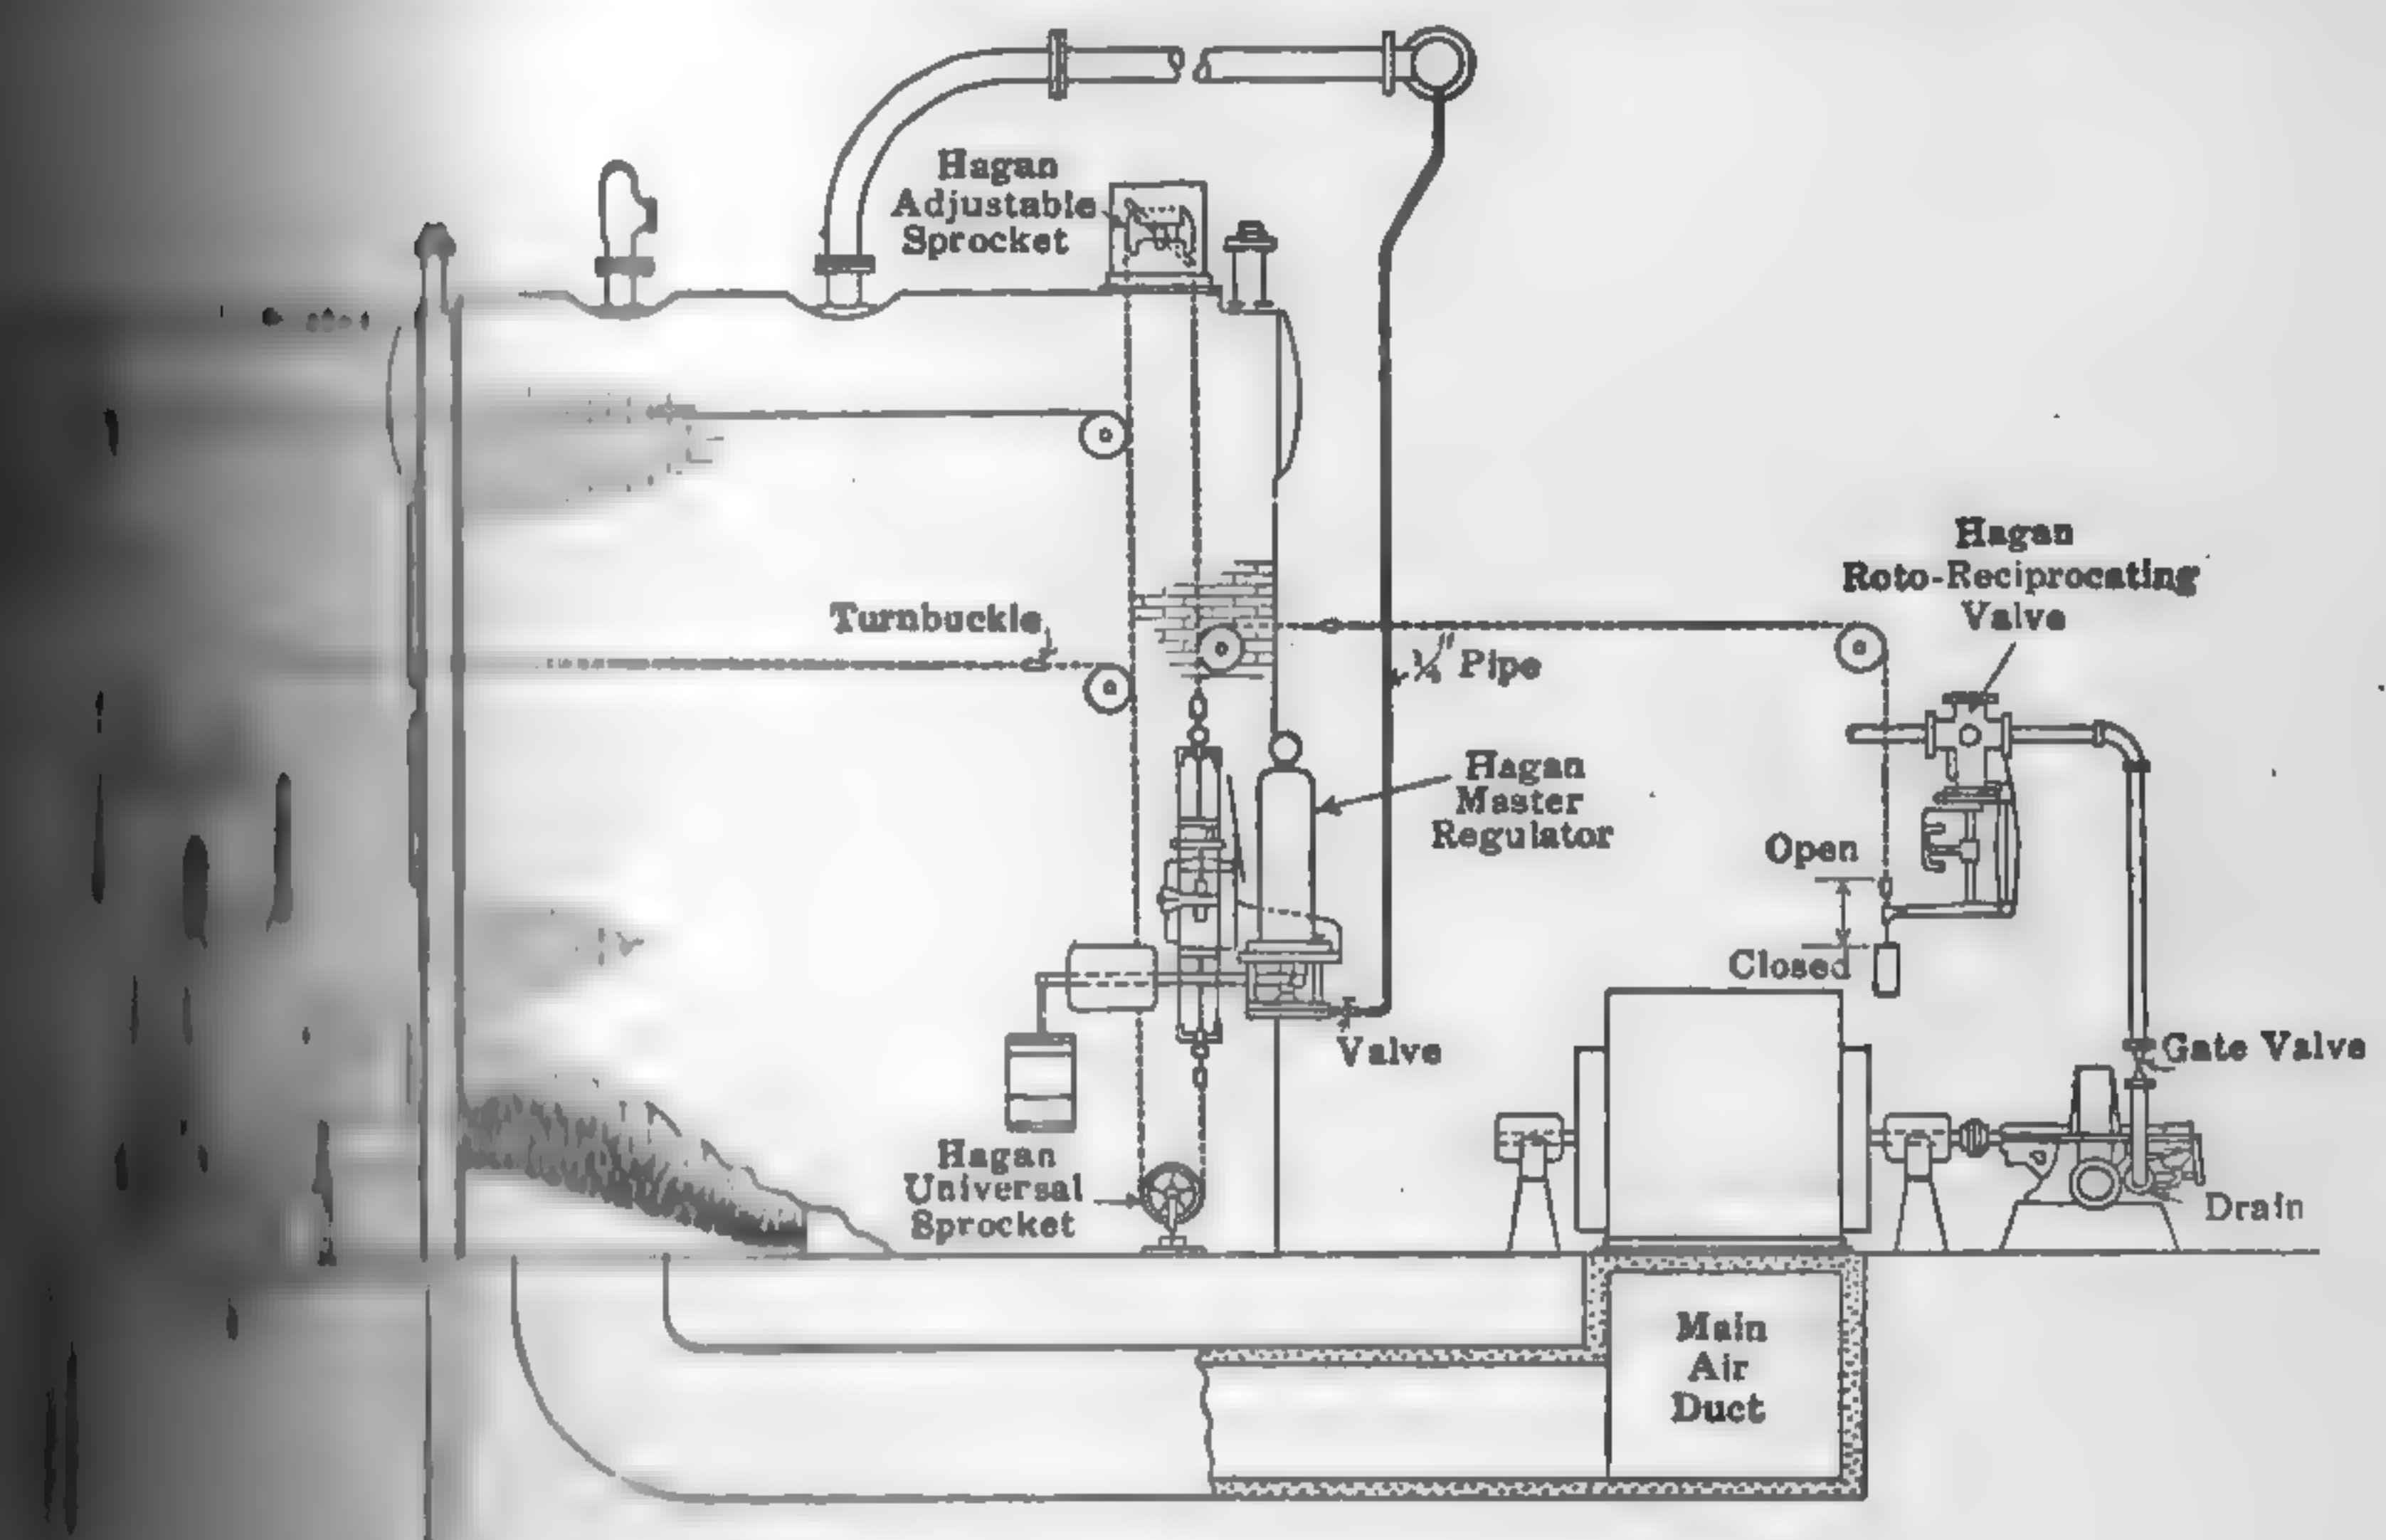 Hagan
Adjustable
Sprocket
Turnbuckle
Hagan
Roto-Reciprocating
Valve
¼" Pipe
Hagan
Master
Regulator
Open
Closed
Valve
Gate Valve
Hagan
Universal
Sprocket
Drain
Main
Air
Duct